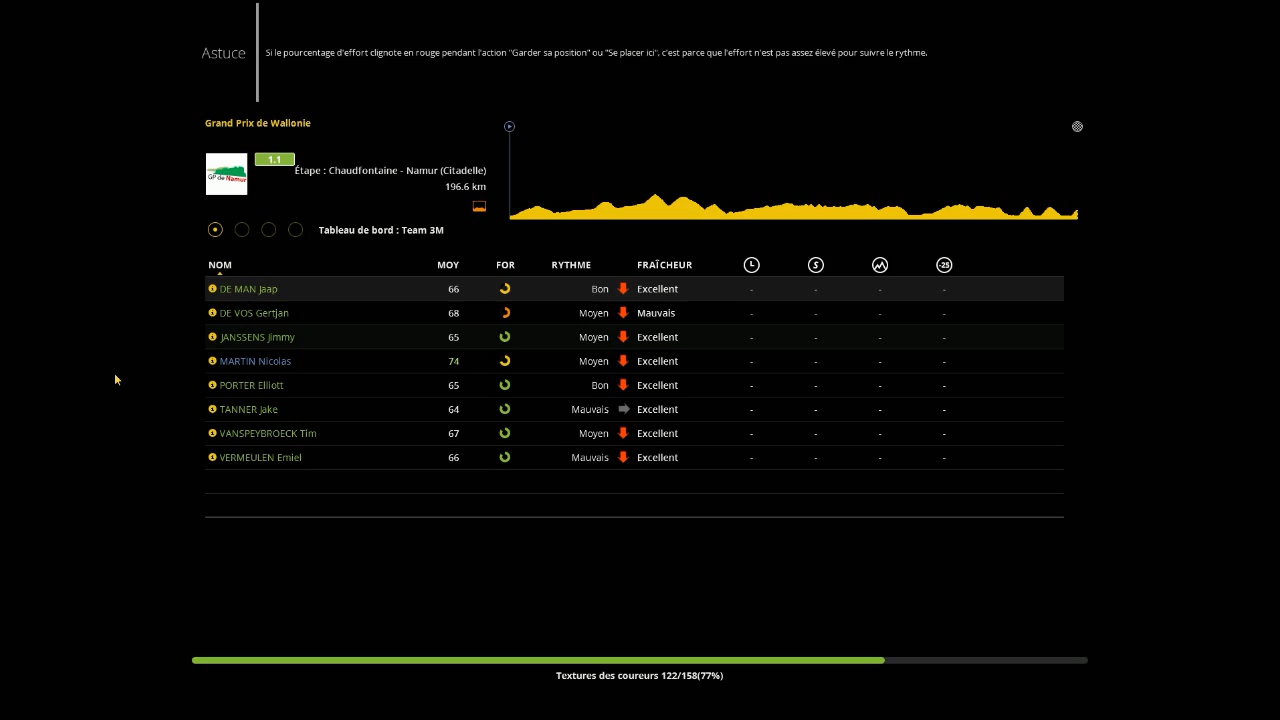 Astuce
Si le pourcentage d'effort clignote en rouge pendant l'action "Garder sa position" ou "Se placer ici", c'est parce que l'effort n'est pas assez élevé pour suivre le rythme.
Grand Prix de Wallonie
GP de Namur
1.1
Étape : Chaudfontaine - Namur (Citadelle)
196.6 km
Tableau de bord : Team 3M
NOM MOY FOR RYTHME FRAÎCHEUR L S -25
DE MAN Jaap 66 Bon Excellent - - - -
DE VOS Gertjan 68 Moyen Mauvais - - - -
JANSSENS Jimmy 65 Moyen Excellent - - - -
MARTIN Nicolas 74 Moyen Excellent - - - -
PORTER Elliott 65 Bon Excellent - - - -
TANNER Jake 64 Mauvais Excellent - - - -
VANSPEYBROECK Tim 67 Moyen Excellent - - - -
VERMEULEN Emiel 66 Mauvais Excellent - - - -
Textures des coureurs 122/158(77%)